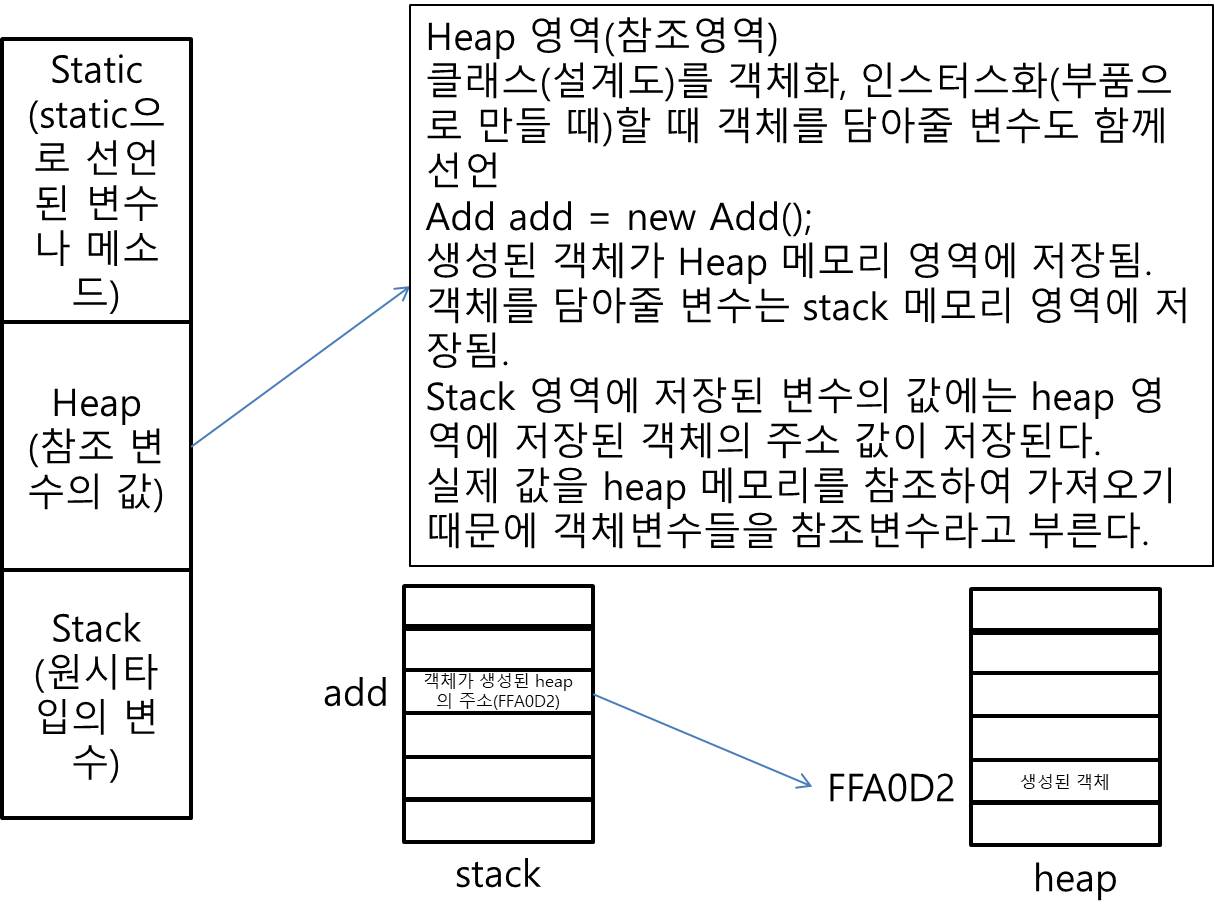 Static
(static으
로 선언
된 변수
나 메소
드)
Heap
(참조 변
수의 값)
Stack
(원시타
입의 변
수)
Heap 영역(참조영역)
클래스(설계도)를 객체화, 인스터스화(부품으
로 만들 때)할 때 객체를 담아줄 변수도 함께
선언
Add add = new Add();
생성된 객체가 Heap 메모리 영역에 저장됨.
객체를 담아줄 변수는 stack 메모리 영역에 저
장됨.
Stack 영역에 저장된 변수의 값에는 heap 영
역에 저장된 객체의 주소 값이 저장된다.
실제 값을 heap 메모리를 참조하여 가져오기
때문에 객체변수들을 참조변수라고 부른다.
add
객체가 생성된 heap
의 주소(FFA0D2)
stack
FFA0D2
생성된 객체
heap